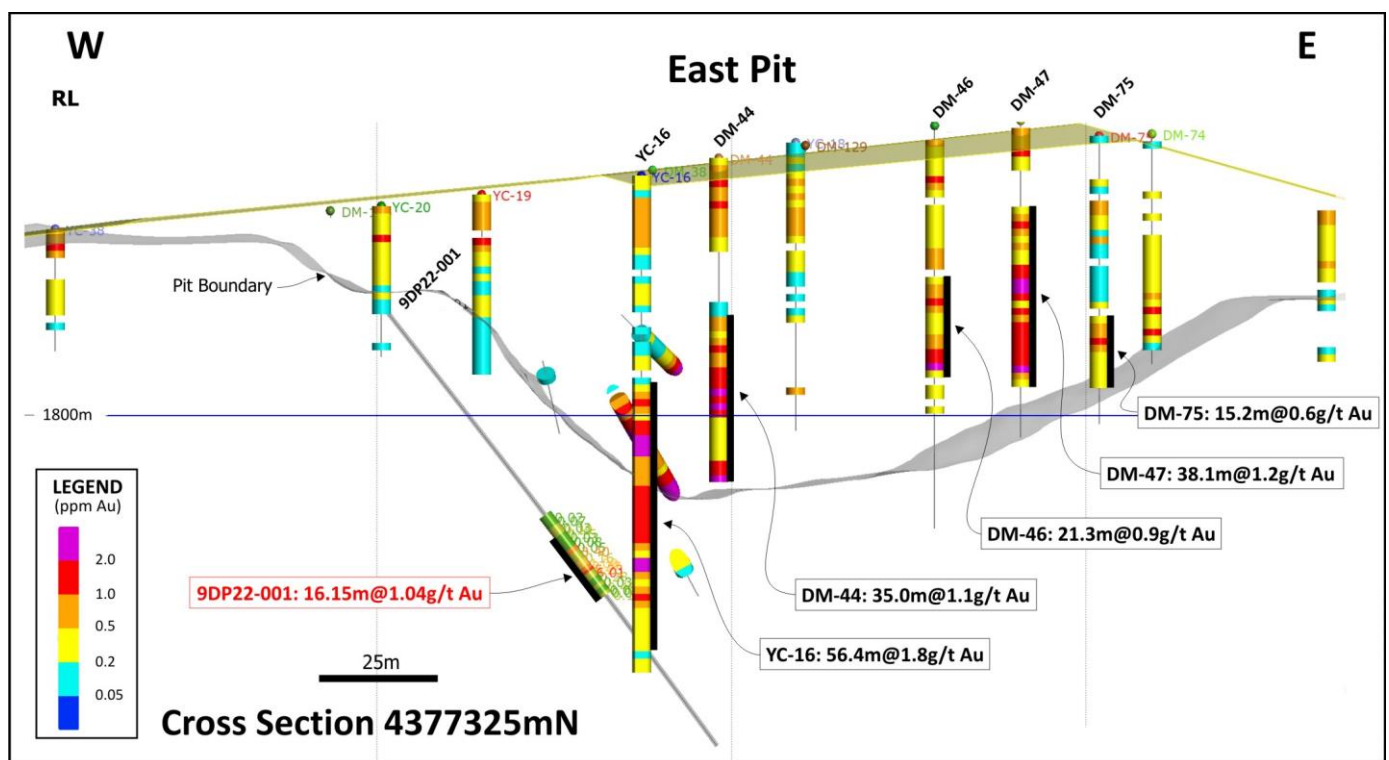 W
E
East Pit
RL
YC-16
DM-44
DM-46
DM-47
DM-75
YC-38
YC-20
YC-19
YC-16
DM-38
DM-44
YC-18
DM-129
DM-74
9DP22-001
Pit Boundary
1800m
DM-75: 15.2m@0.6g/t Au
DM-47: 38.1m@1.2g/t Au
DM-46: 21.3m@0.9g/t Au
DM-44: 35.0m@1.1g/t Au
YC-16: 56.4m@1.8g/t Au
9DP22-001: 16.15m@1.04g/t Au
LEGEND
(ppm Au)
2.0
1.0
0.5
0.2
0.05
25m
Cross Section 4377325mN